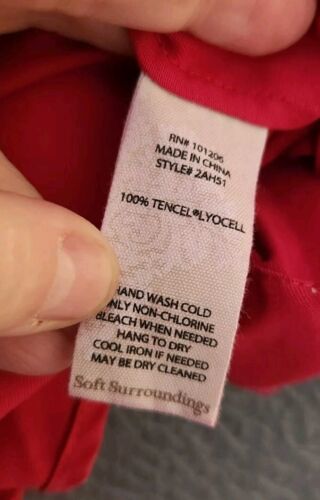 RN# 101206
MADE IN CHINA
STYLE# 2AH51
100% TENCEL®LYOCELL
HAND WASH COLD
ONLY NON-CHLORINE
BLEACH WHEN NEEDED
HANG TO DRY
COOL IRON IF NEEDED
MAY BE DRY CLEANED
Soft Surroundings